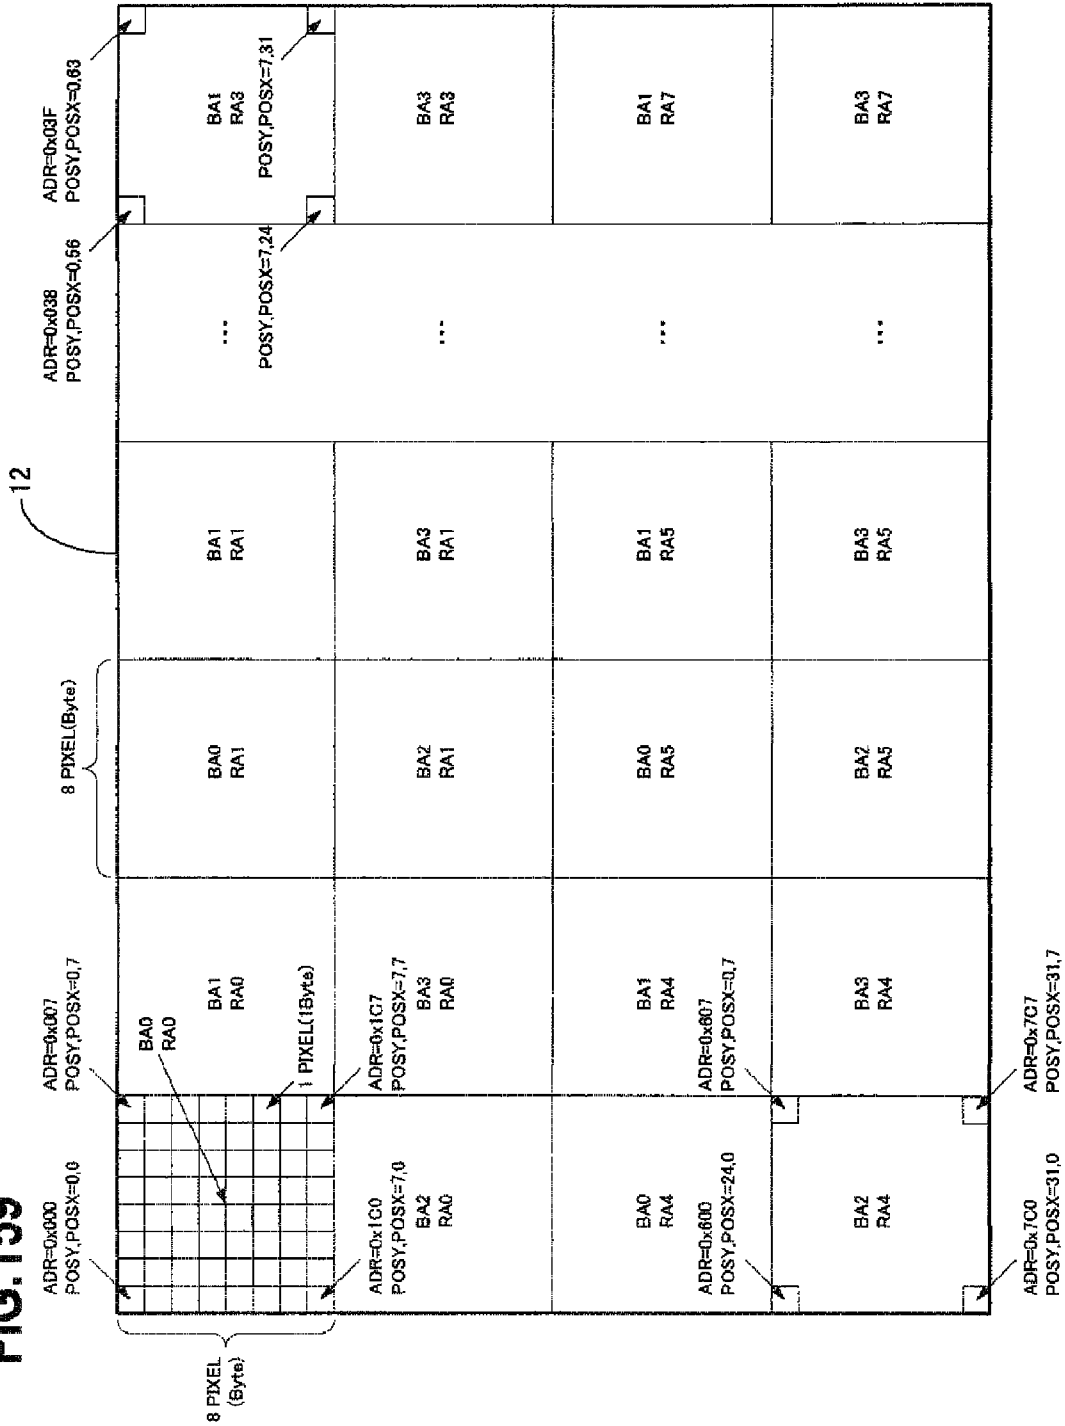 FIG.159
12
ADR=0x000
POSY,POSX=0,0
ADR=0x007
POSY,POSX=0,7
8 PIXEL(Byte)
ADR=0x038
POSY,POSX=0,56
ADR=0x03F
POSY,POSX=0,63
8 PIXEL
(Byte)
BA0
RA0
BA1
RA0
BA0
RA1
BA1
RA1
...
BA1
RA3
1 PIXEL(1Byte)
POSY,POSX=7,24
POSY,POSX=7,31
ADR=0x1C0
POSY,POSX=7,0
ADR=0x1C7
POSY,POSX=7,7
BA2
RA0
BA3
RA0
BA2
RA1
BA3
RA1
...
BA3
RA3
BA0
RA4
BA1
RA4
BA0
RA5
BA1
RA5
...
BA1
RA7
ADR=0x600
POSY,POSX=24,0
ADR=0x607
POSY,POSX=0,7
BA2
RA4
BA3
RA4
BA2
RA5
BA3
RA5
...
BA3
RA7
ADR=0x7C0
POSY,POSX=31,0
ADR=0x7C7
POSY,POSX=31,7